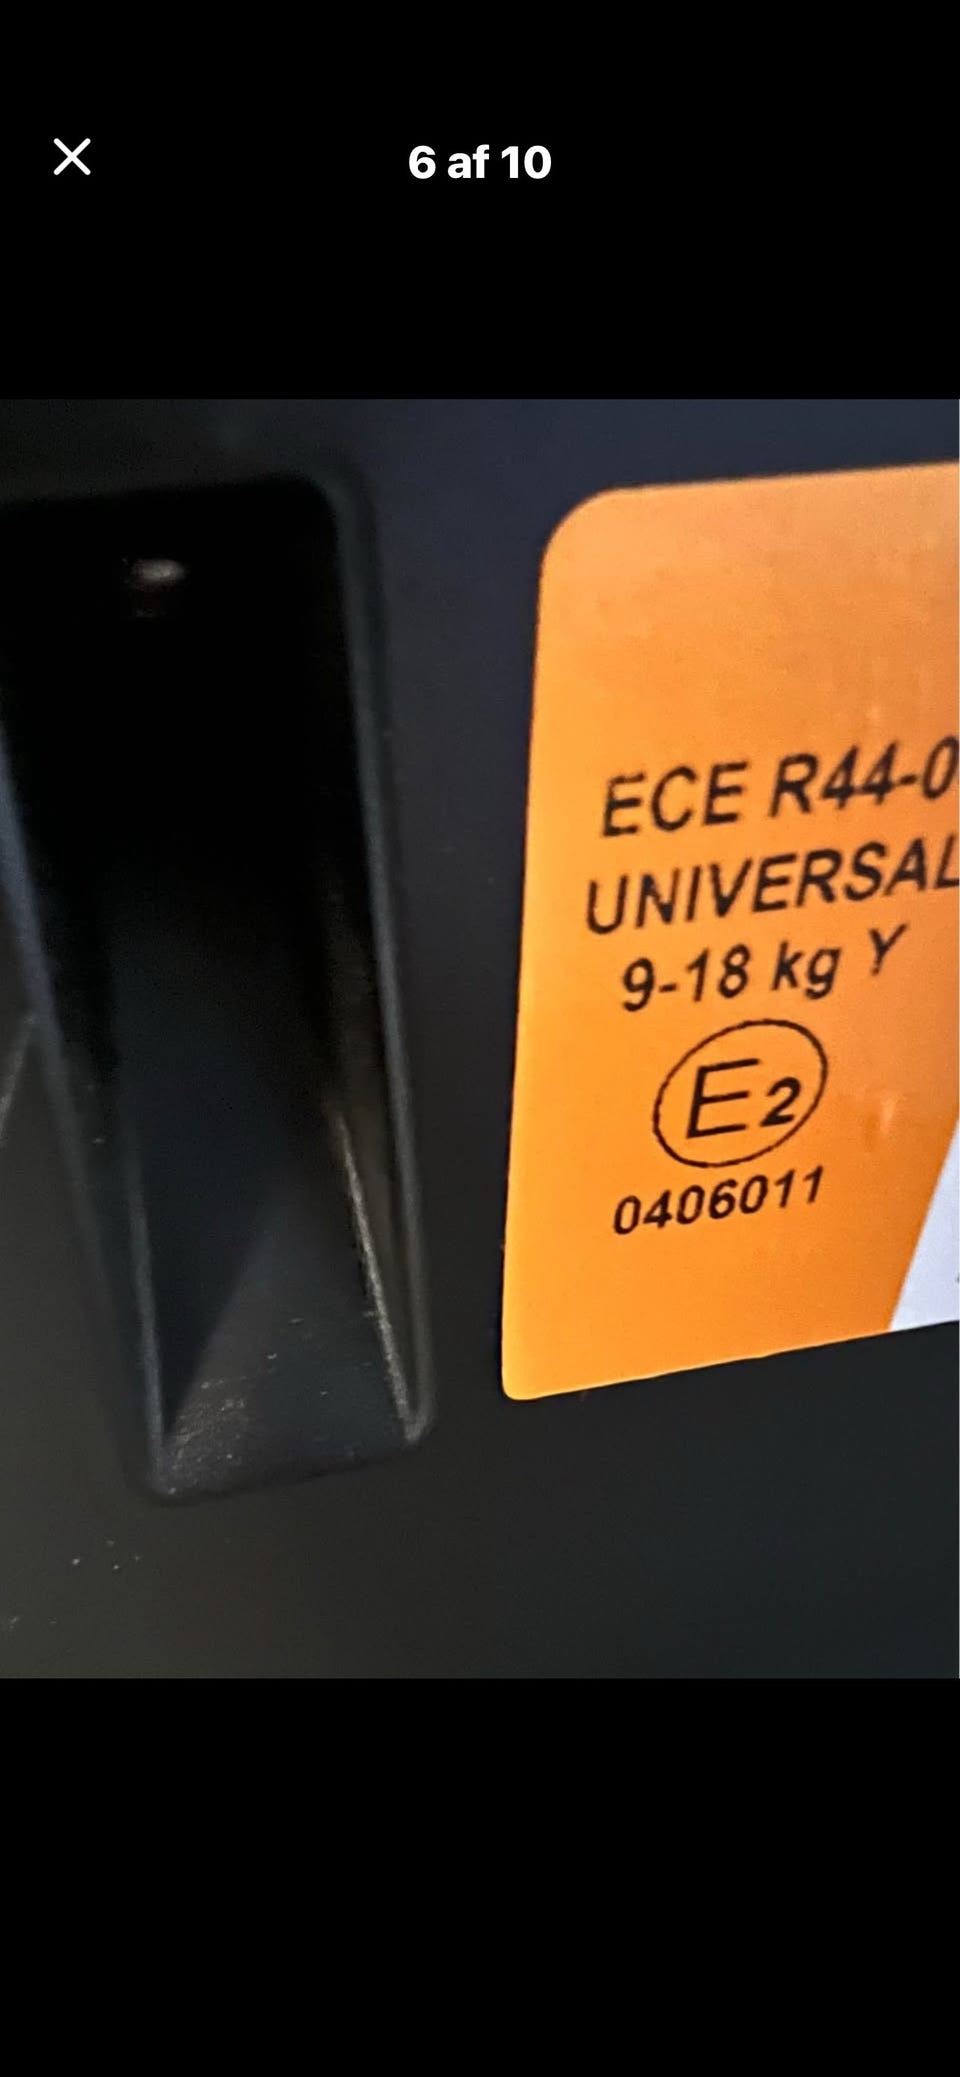 6 af 10
ECE R44-0
UNIVERSAL
9-18 kg Y
E2
0406011